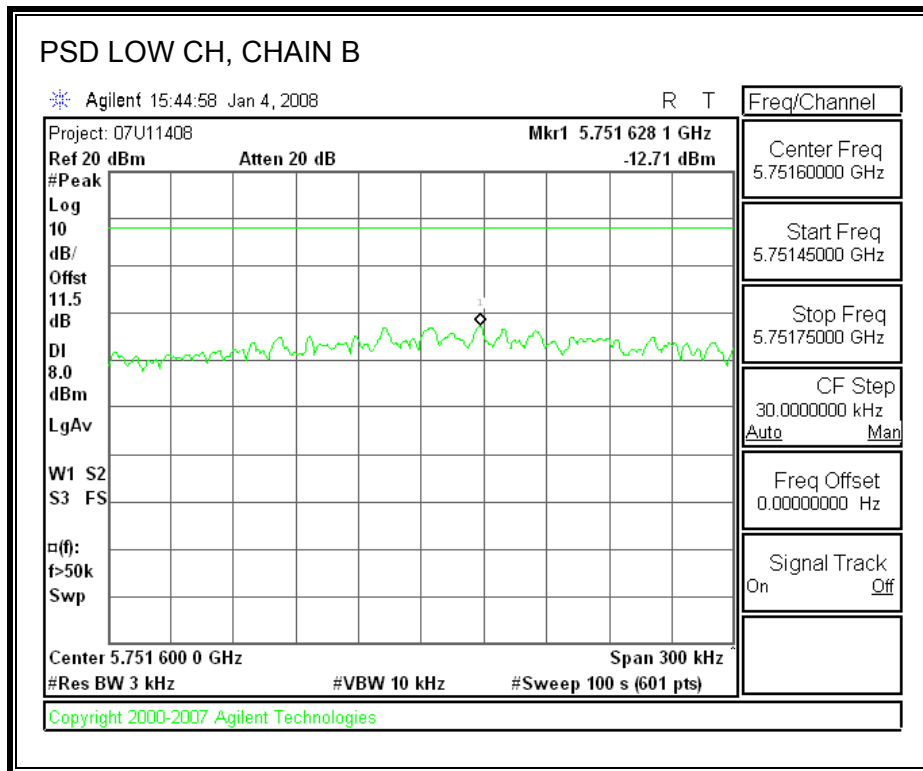 PSD LOW CH, CHAIN B
Agilent 15:44:58 Jan 4, 2008 R T
Project: 07U11408 Mkr1 5.751 628 1 GHz
Ref 20 dBm Atten 20 dB -12.71 dBm
#Peak
Log
10
dB/
Offst
11.5
dB
DI
8.0
dBm
LgAv
W1 S2
S3 FS
¤(f):
f>50k
Swp
1
Center 5.751 600 0 GHz Span 300 kHz^
#Res BW 3 kHz #VBW 10 kHz #Sweep 100 s (601 pts)
Copyright 2000-2007 Agilent Technologies
Freq/Channel
Center Freq
5.75160000 GHz
Start Freq
5.75145000 GHz
Stop Freq
5.75175000 GHz
CF Step
30.0000000 kHz
Auto Man
Freq Offset
0.00000000 Hz
Signal Track
On Off